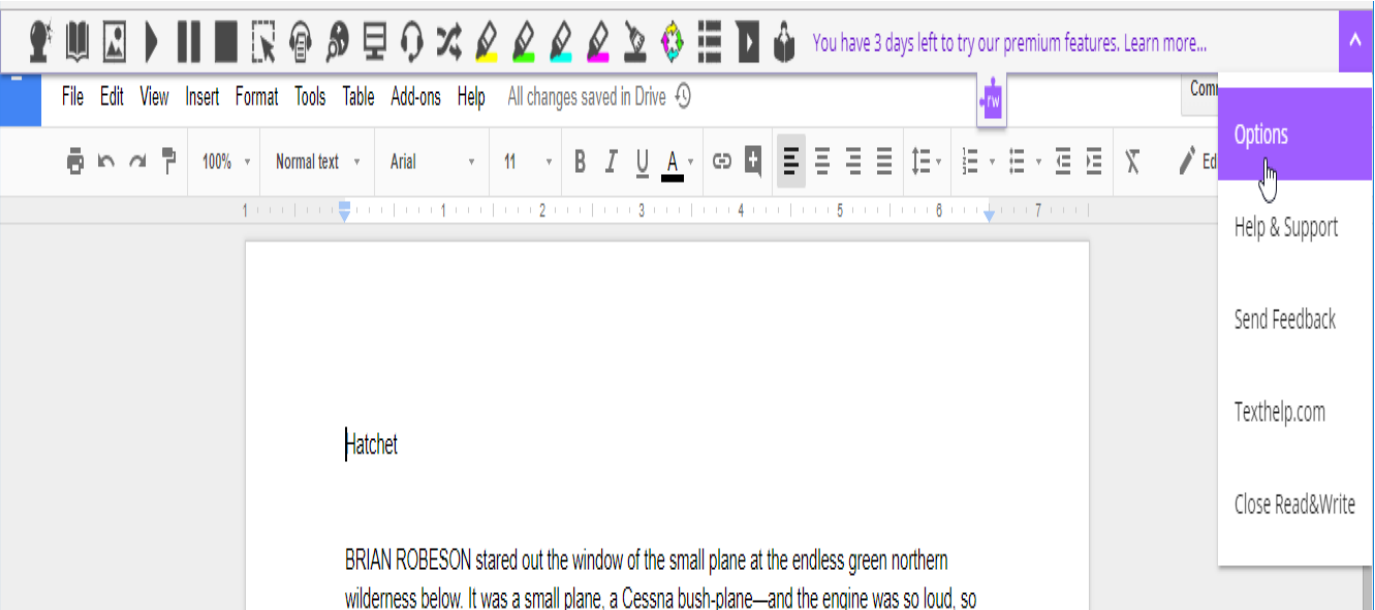 You have 3 days left to try our premium features. Learn more...
File Edit View Insert Format Tools Table Add-ons Help All changes saved in Drive
rw
Options
100% Normal text Arial 11 B I U A
1 1 2 3 4 5 6 7
Help & Support
Send Feedback
Texthelp.com
Close Read&Write
Hatchet
BRIAN ROBESON stared out the window of the small plane at the endless green northern
wilderness below. It was a small plane, a Cessna bush-plane—and the engine was so loud, so